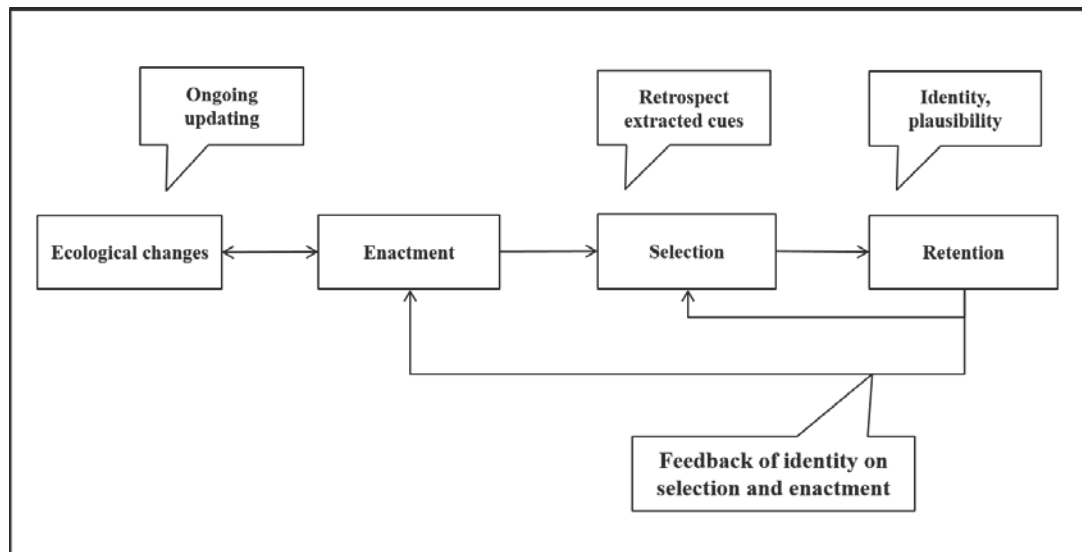 Ongoing
updating
Retrospect
extracted cues
Identity,
plausibility
Ecological changes
Enactment
Selection
Retention
Feedback of identity on
selection and enactment